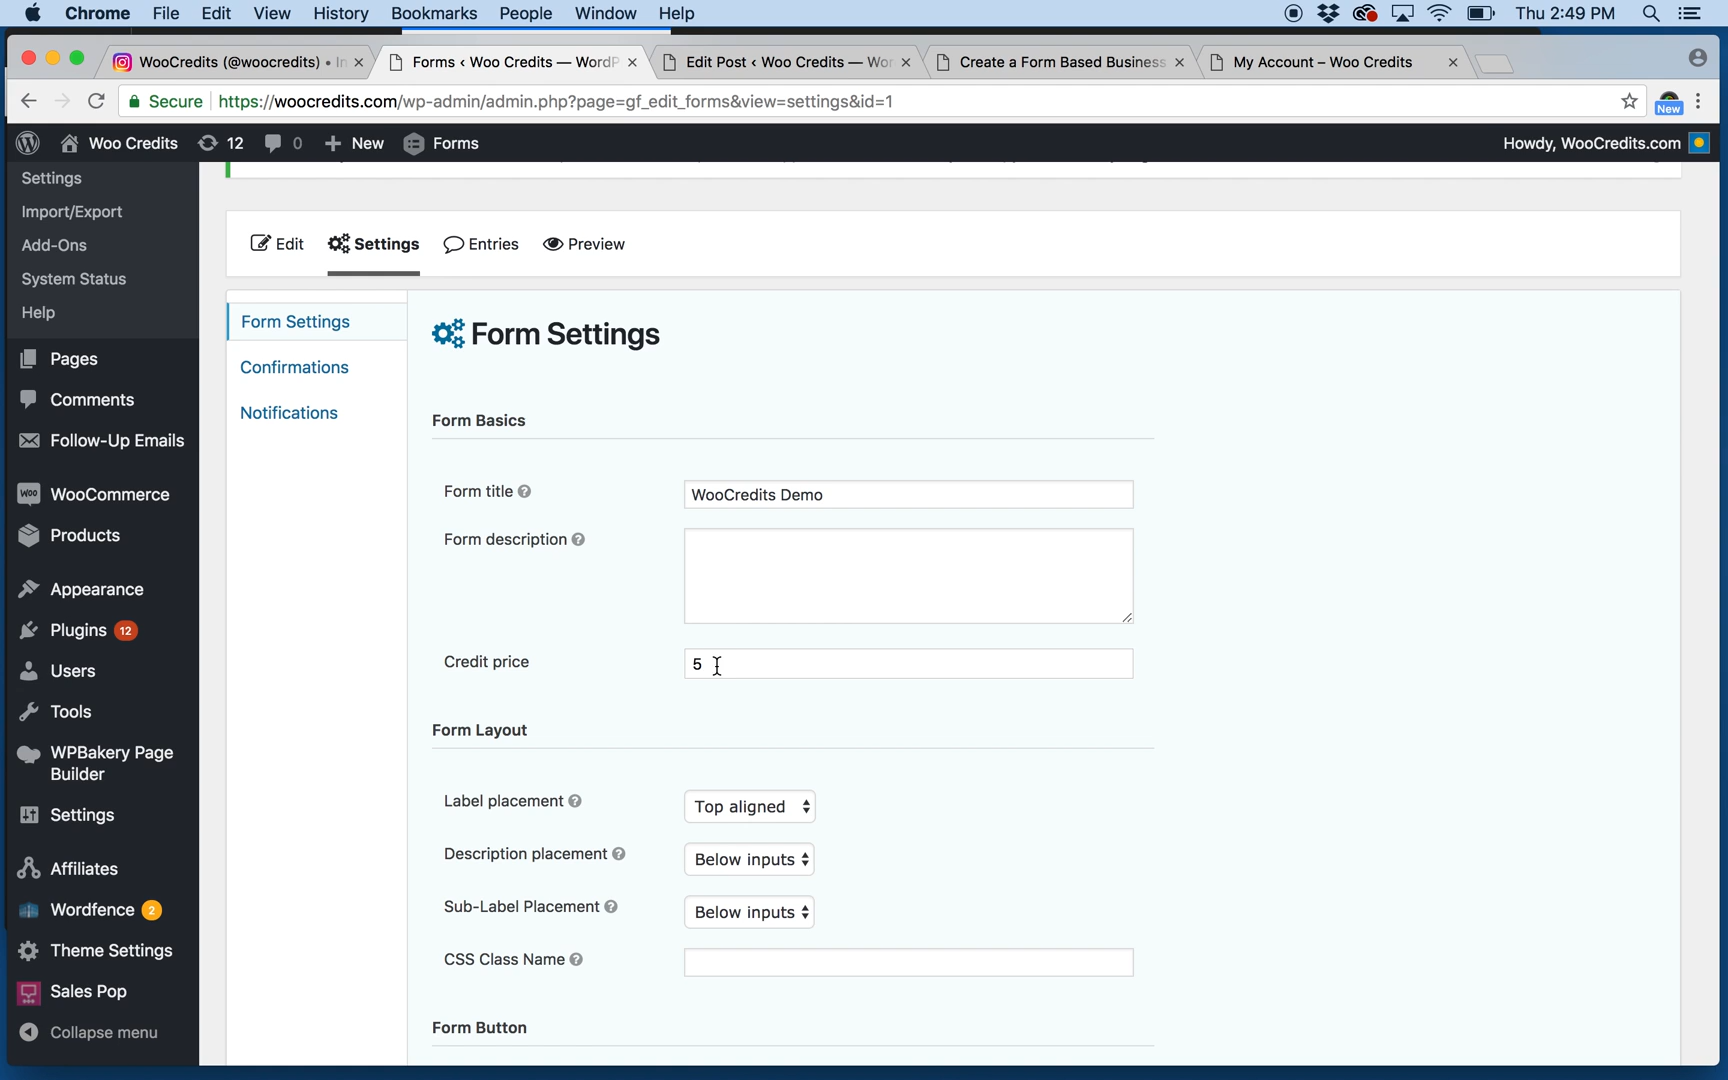 Chrome File Edit View History Bookmarks People Window Help Thu 2:49 PM
WooCredits (@woocredits) • In Forms ‹ Woo Credits — WordP Edit Post ‹ Woo Credits — Wor Create a Form Based Business My Account – Woo Credits
Secure https://woocredits.com/wp-admin/admin.php?page=gf_edit_forms&view=settings&id=1 New
Woo Credits 12 0 New Forms Howdy, WooCredits.com
Settings
Import/Export
Add-Ons
System Status
Help
Pages
Comments
Follow-Up Emails
WooCommerce
Products
Appearance
Plugins 12
Users
Tools
WPBakery Page
Builder
Settings
Affiliates
Wordfence 2
Theme Settings
Sales Pop
Collapse menu
Edit Settings Entries Preview
Form Settings
Confirmations
Notifications
Form Settings
Form Basics
Form title WooCredits Demo
Form description
Credit price 5
Form Layout
Label placement Top aligned
Description placement Below inputs
Sub-Label Placement Below inputs
CSS Class Name
Form Button